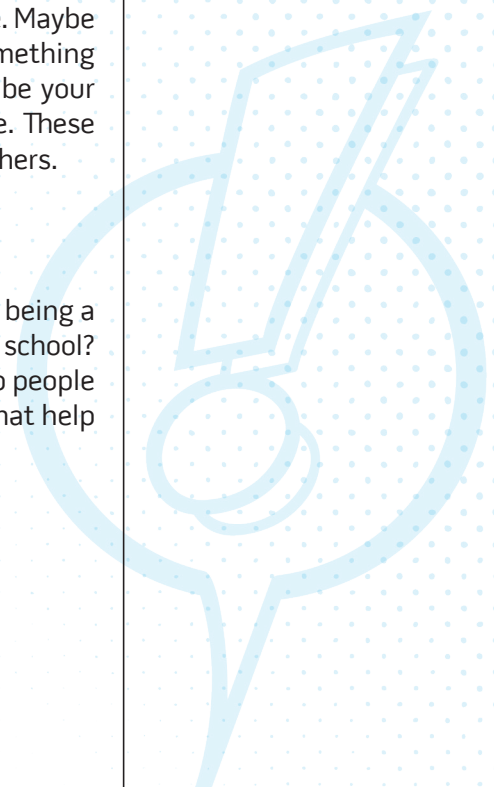 . Maybe
mething
be your
e. These
hers.
being a
school?
o people
hat help